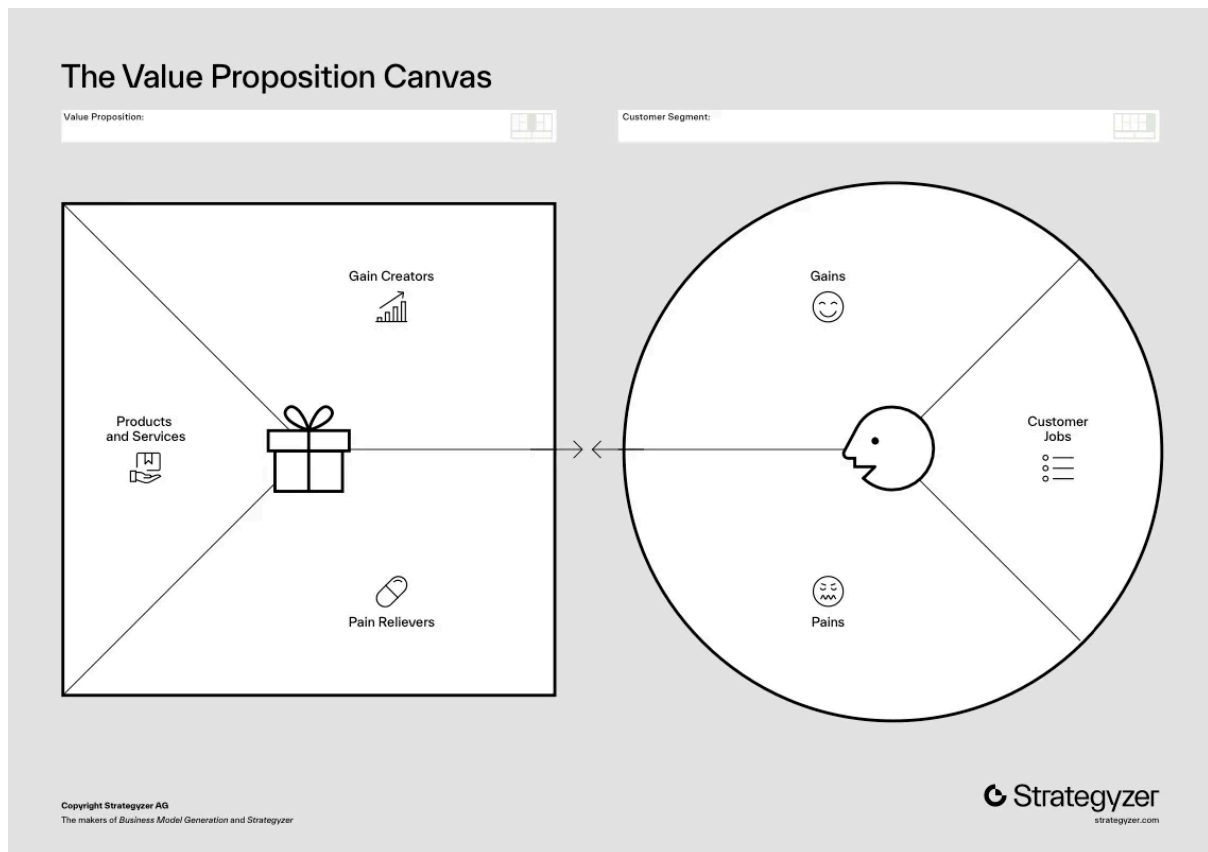 The Value Proposition Canvas
Value Proposition:
Customer Segment:
Gain Creators
Products
and Services
Pain Relievers
Gains
Customer
Jobs
Pains
Copyright Strategyzer AG
The makers of Business Model Generation and Strategyzer
Strategyzer
strategyzer.com